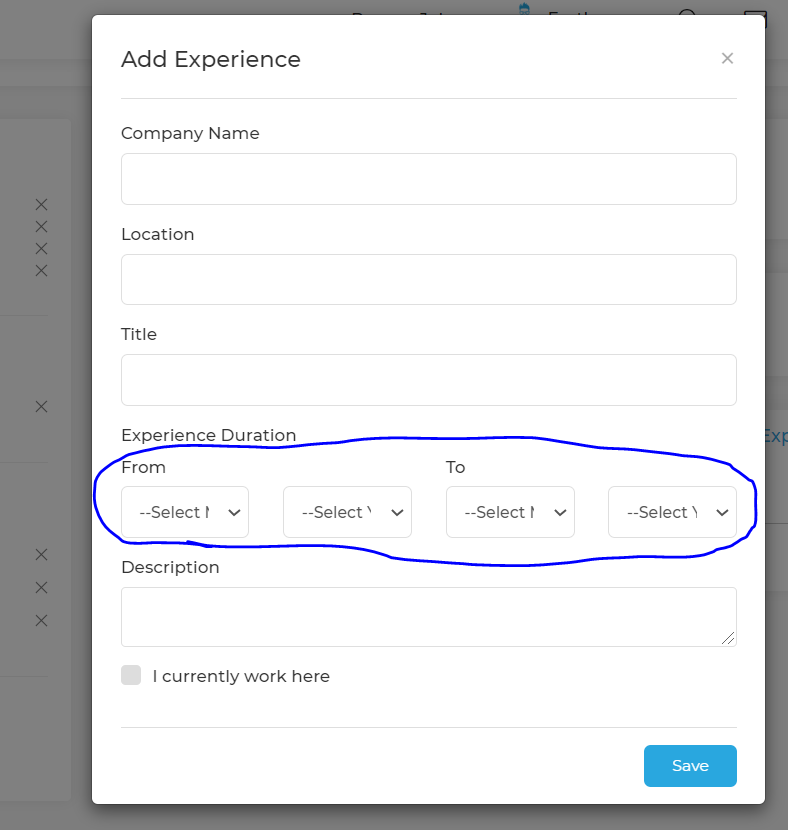 Add Experience
Company Name
Location
Title
Experience Duration
From To
--Select --Select --Select --Select
Description
I currently work here
Save